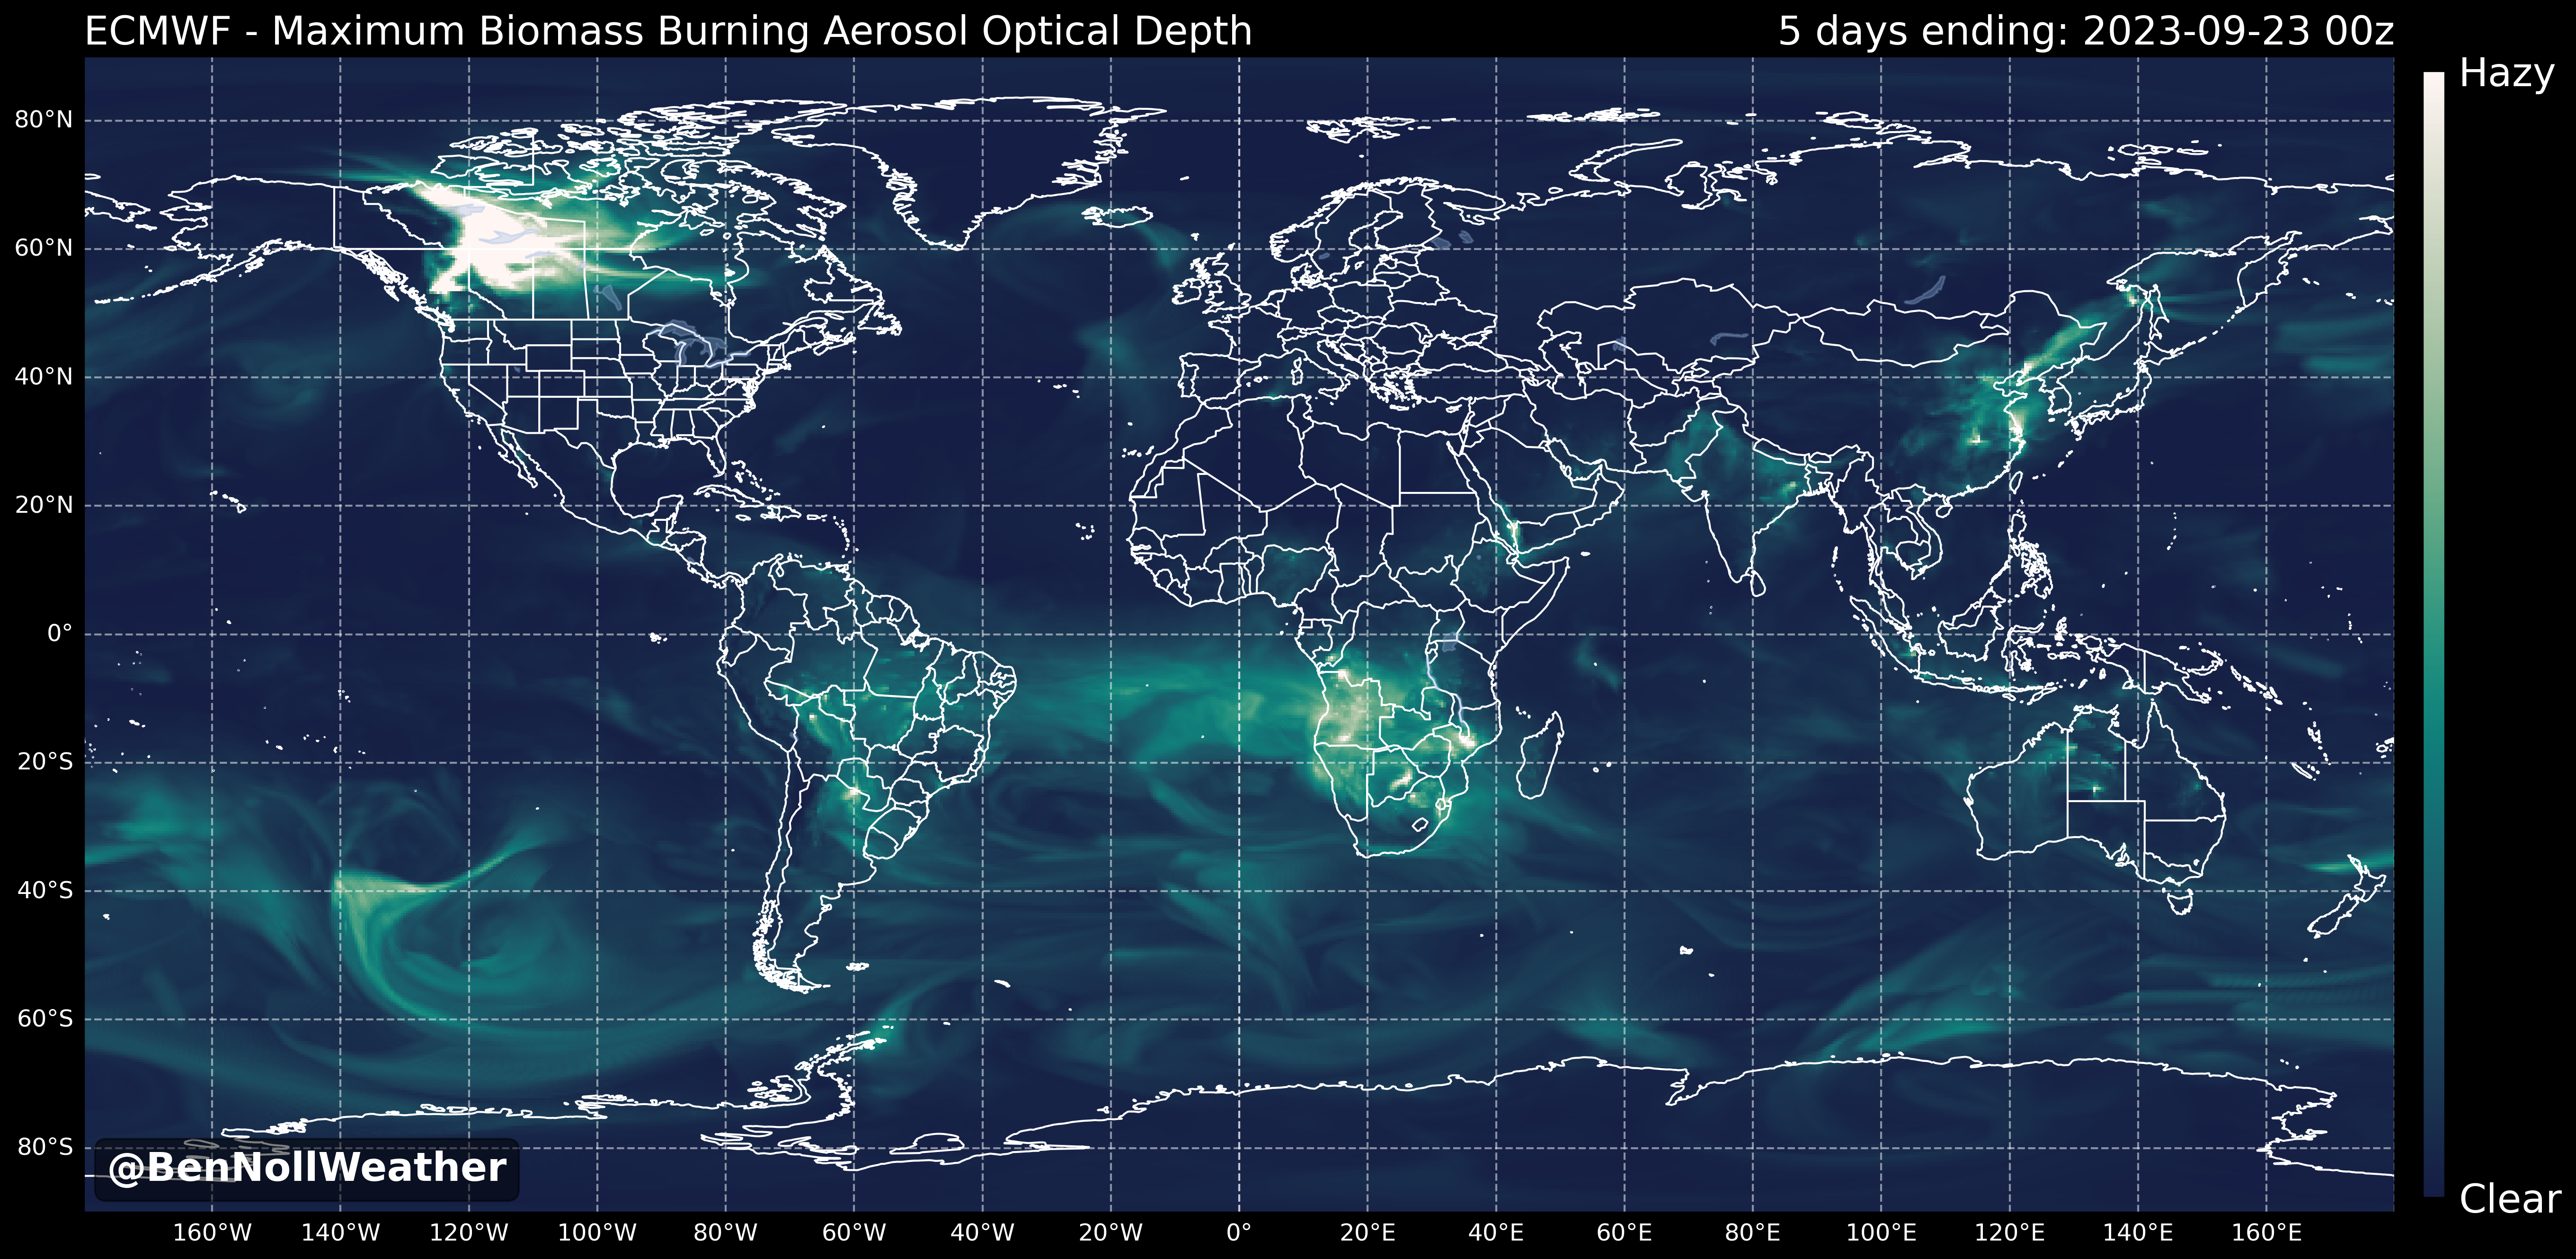 ECMWF - Maximum Biomass Burning Aerosol Optical Depth
5 days ending: 2023-09-23 00z
Hazy
80°N
60°N
40°N
20°N
0°
20°S
40°S
60°S
80°S
@BenNollWeather
Clear
160°W 140°W 120°W 100°W 80°W 60°W 40°W 20°W 0° 20°E 40°E 60°E 80°E 100°E 120°E 140°E 160°E